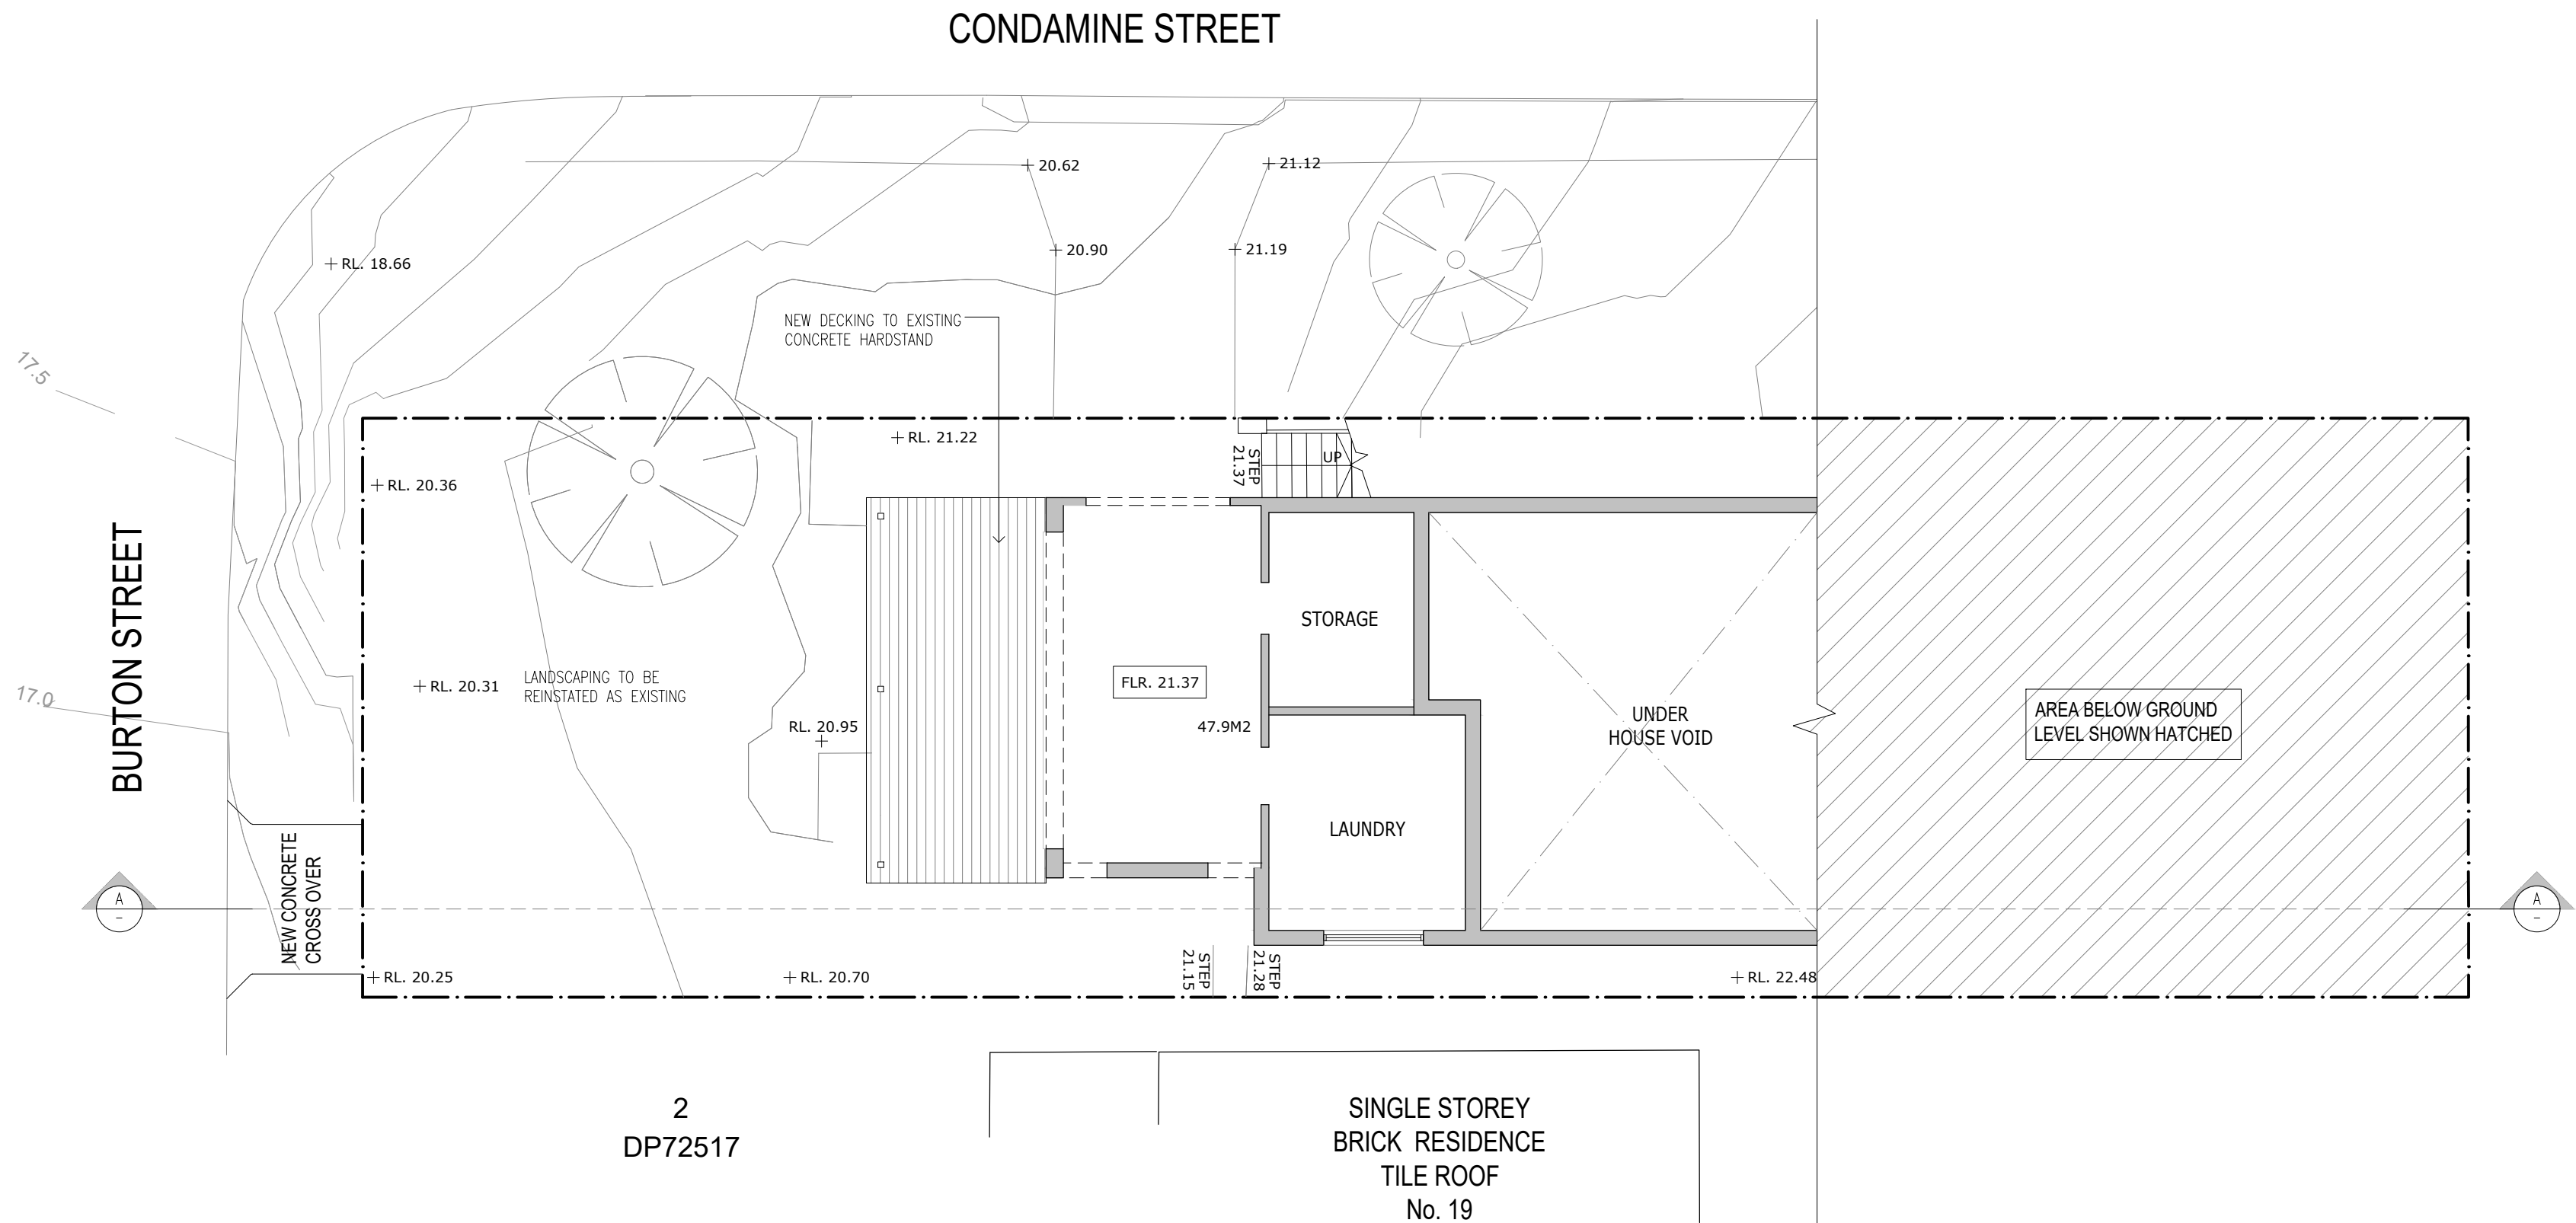 CONDAMINE STREET
20.62
21.12
20.90
21.19
RL. 18.66
NEW DECKING TO EXISTING
CONCRETE HARDSTAND
17.5
RL. 21.22
STEP
21.37
UP
RL. 20.36
BURTON STREET
STORAGE
FLR. 21.37
RL. 20.31
LANDSCAPING TO BE
REINSTATED AS EXISTING
17.0
RL. 20.95
47.9M2
UNDER
HOUSE VOID
AREA BELOW GROUND
LEVEL SHOWN HATCHED
LAUNDRY
NEW CONCRETE
CROSS OVER
A
-
A
-
RL. 20.25
RL. 20.70
STEP
21.15
STEP
21.28
RL. 22.48
2
DP72517
SINGLE STOREY
BRICK RESIDENCE
TILE ROOF
No. 19